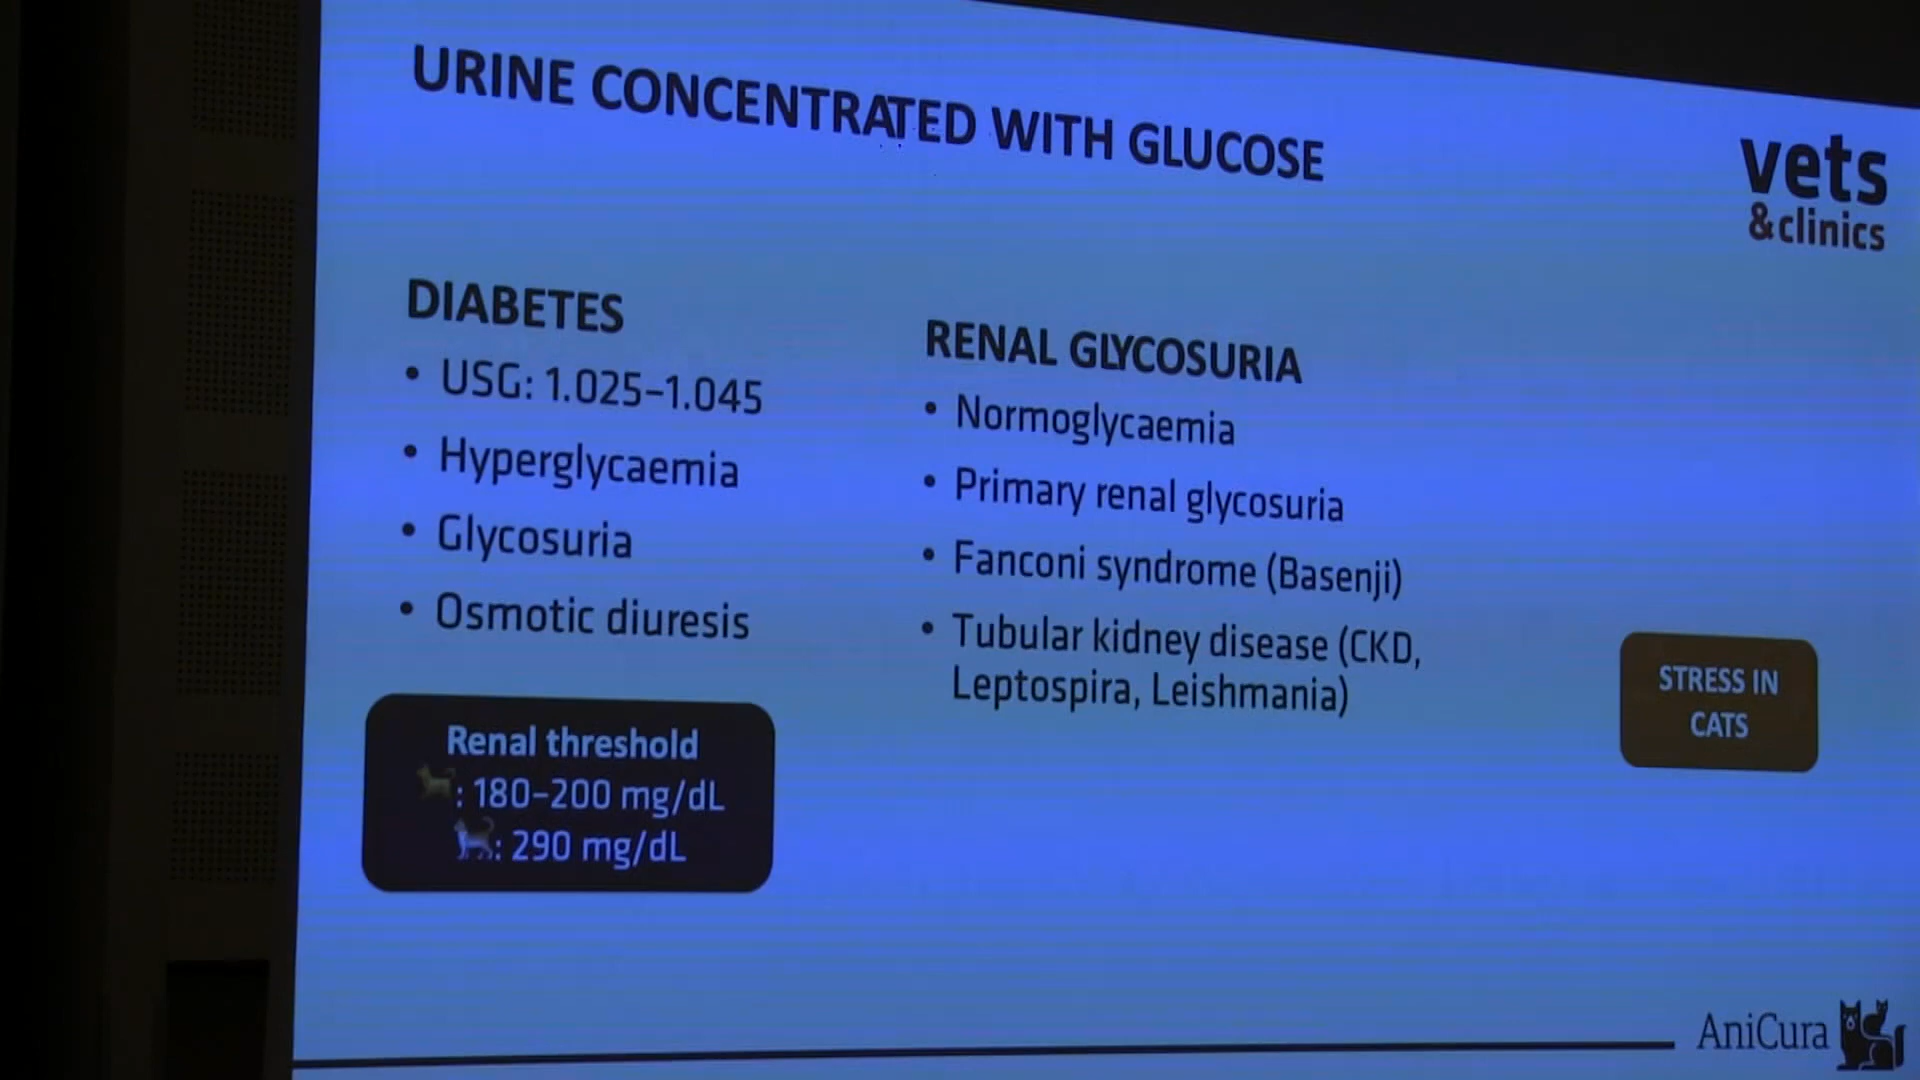 URINE CONCENTRATED WITH GLUCOSE
vets
&clinics
DIABETES
• USG: 1.025–1.045
• Hyperglycaemia
• Glycosuria
• Osmotic diuresis
Renal threshold
: 180–200 mg/dL
: 290 mg/dL
RENAL GLYCOSURIA
• Normoglycaemia
• Primary renal glycosuria
• Fanconi syndrome (Basenji)
• Tubular kidney disease (CKD,
Leptospira, Leishmania)
STRESS IN
CATS
AniCura